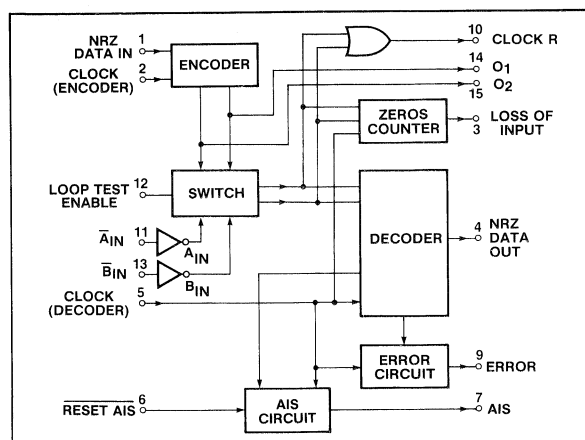 NRZ DATA IN 1
CLOCK (ENCODER) 2
ENCODER
10 CLOCK R
14 O1
15 O2
ZEROS COUNTER
3 LOSS OF INPUT
LOOP TEST ENABLE 12
SWITCH
A̅IN 11
AIN
B̅IN 13
BIN
CLOCK (DECODER) 5
DECODER
4 NRZ DATA OUT
ERROR CIRCUIT
9 ERROR
R̅E̅S̅E̅T̅ ̅A̅I̅S̅ 6
AIS CIRCUIT
7 AIS